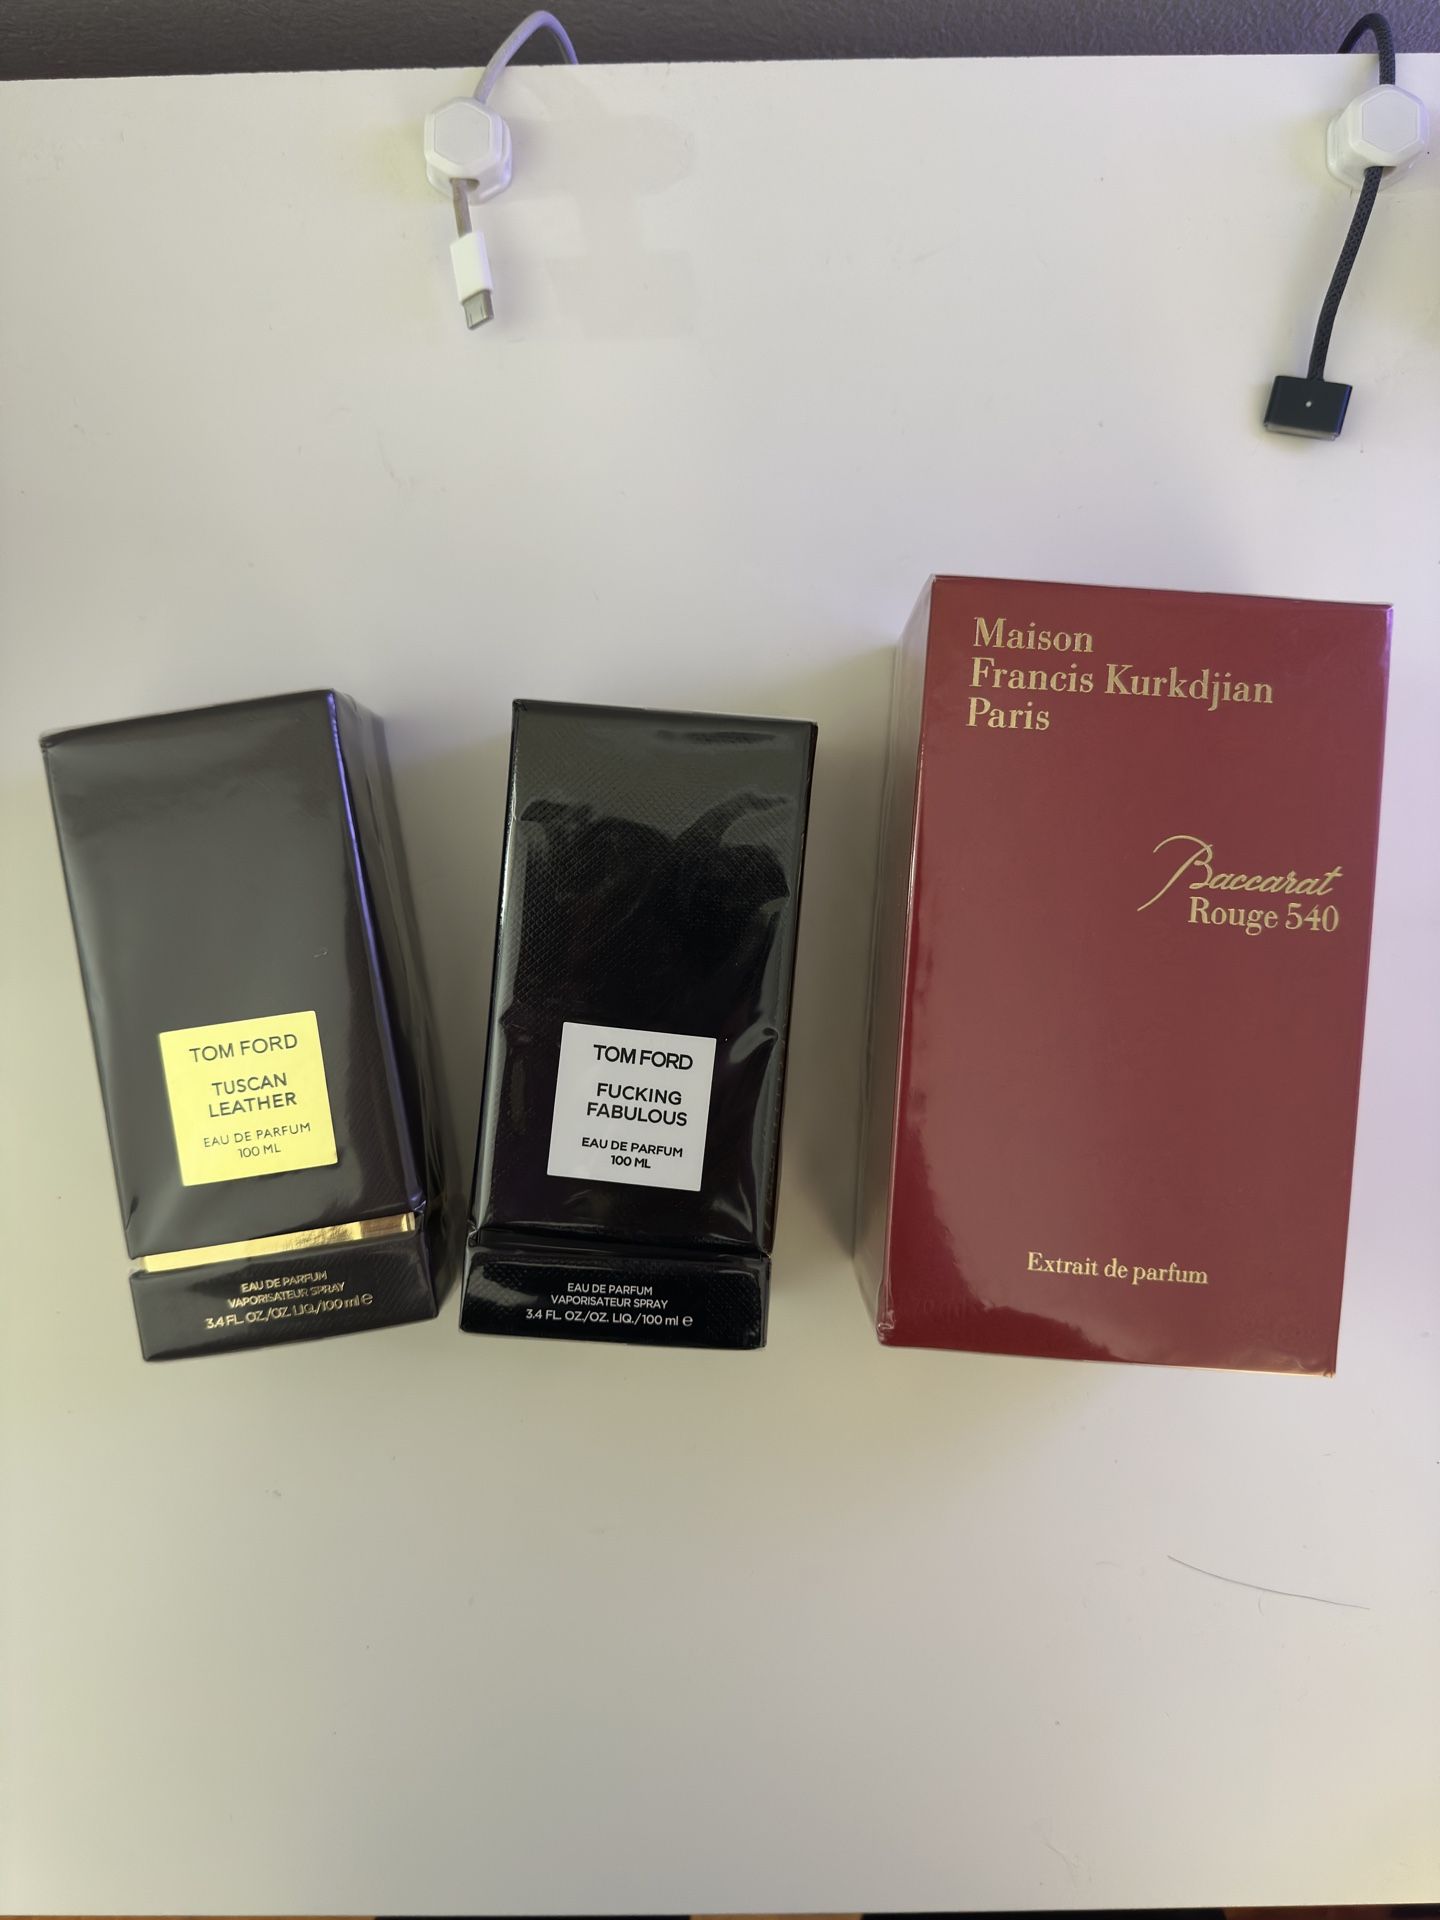 TOM FORD
TUSCAN
LEATHER
EAU DE PARFUM
100 ML
EAU DE PARFUM
VAPORISATEUR SPRAY
3.4 FL. OZ./OZ. LIQ./100 ml ℮
TOM FORD
FUCKING
FABULOUS
EAU DE PARFUM
100 ML
EAU DE PARFUM
VAPORISATEUR SPRAY
3.4 FL. OZ./OZ. LIQ./100 ml ℮
Maison
Francis Kurkdjian
Paris
Baccarat
Rouge 540
Extrait de parfum